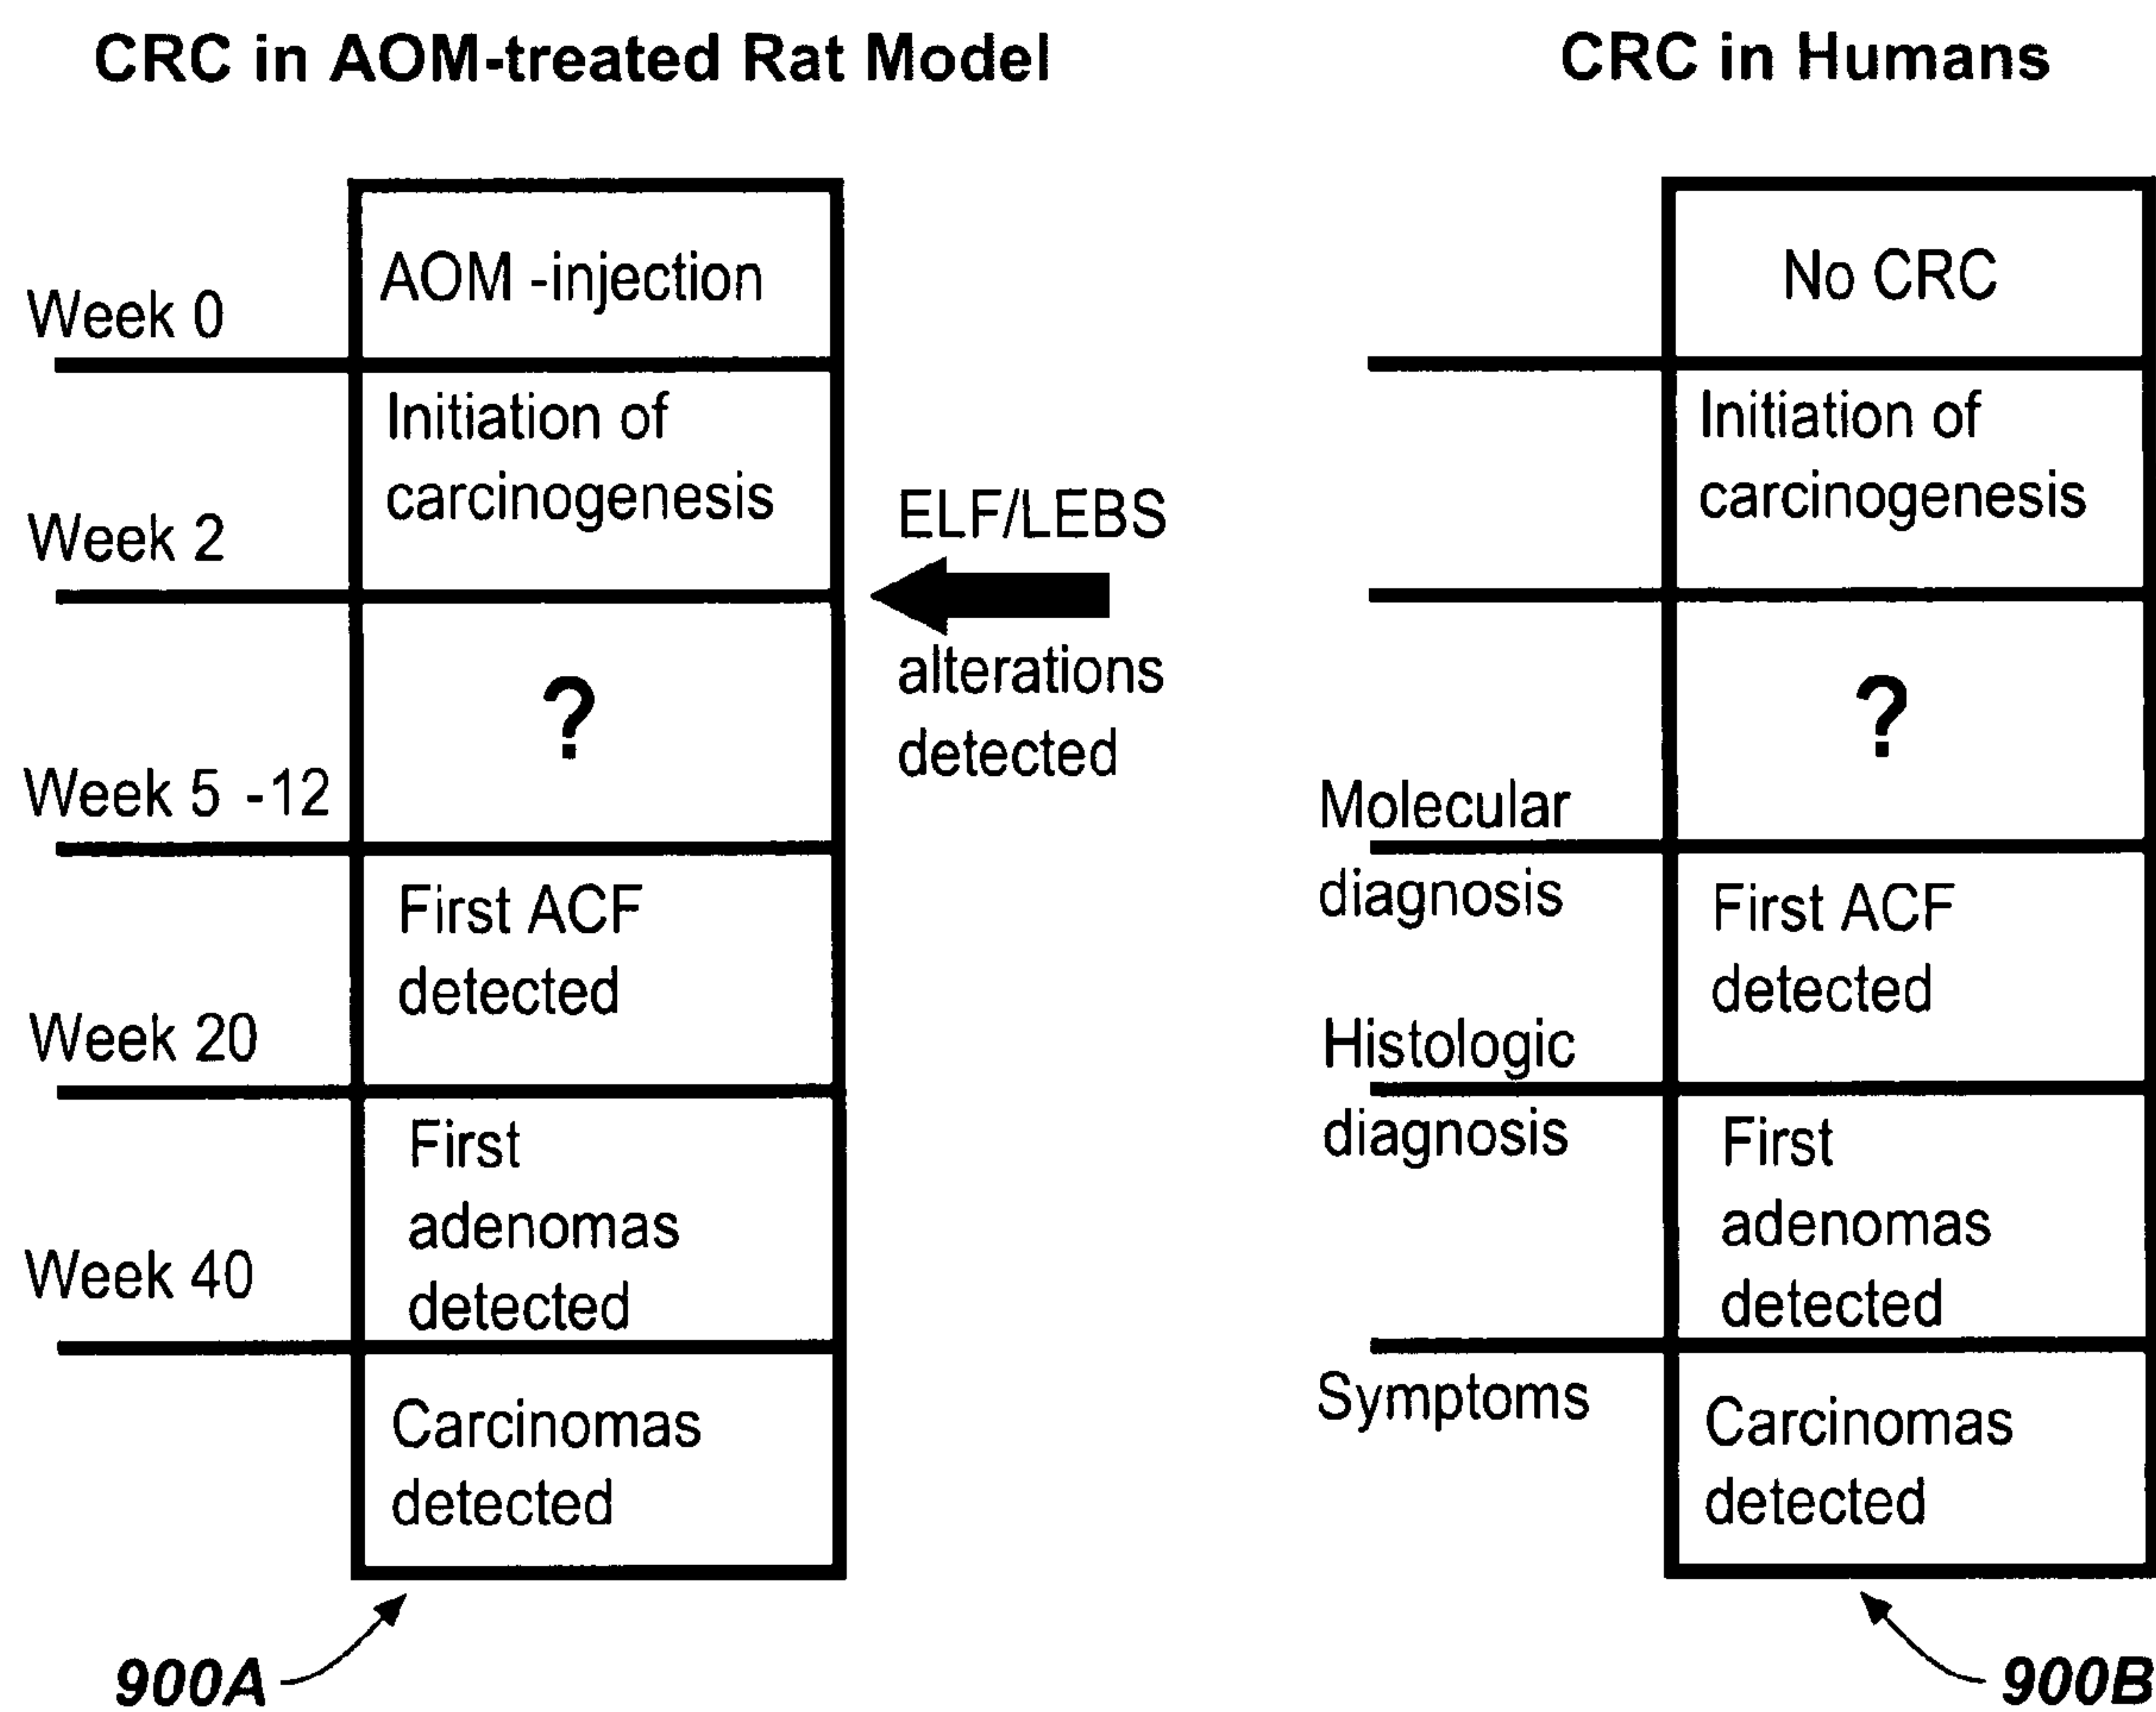 CRC in AOM-treated Rat Model
Week 0
AOM -injection
Initiation of
carcinogenesis
Week 2
?
Week 5 -12
First ACF
detected
Week 20
First
adenomas
detected
Week 40
Carcinomas
detected
900A
ELF/LEBS
alterations
detected
CRC in Humans
No CRC
Initiation of
carcinogenesis
?
Molecular
diagnosis
First ACF
detected
Histologic
diagnosis
First
adenomas
detected
Symptoms
Carcinomas
detected
900B